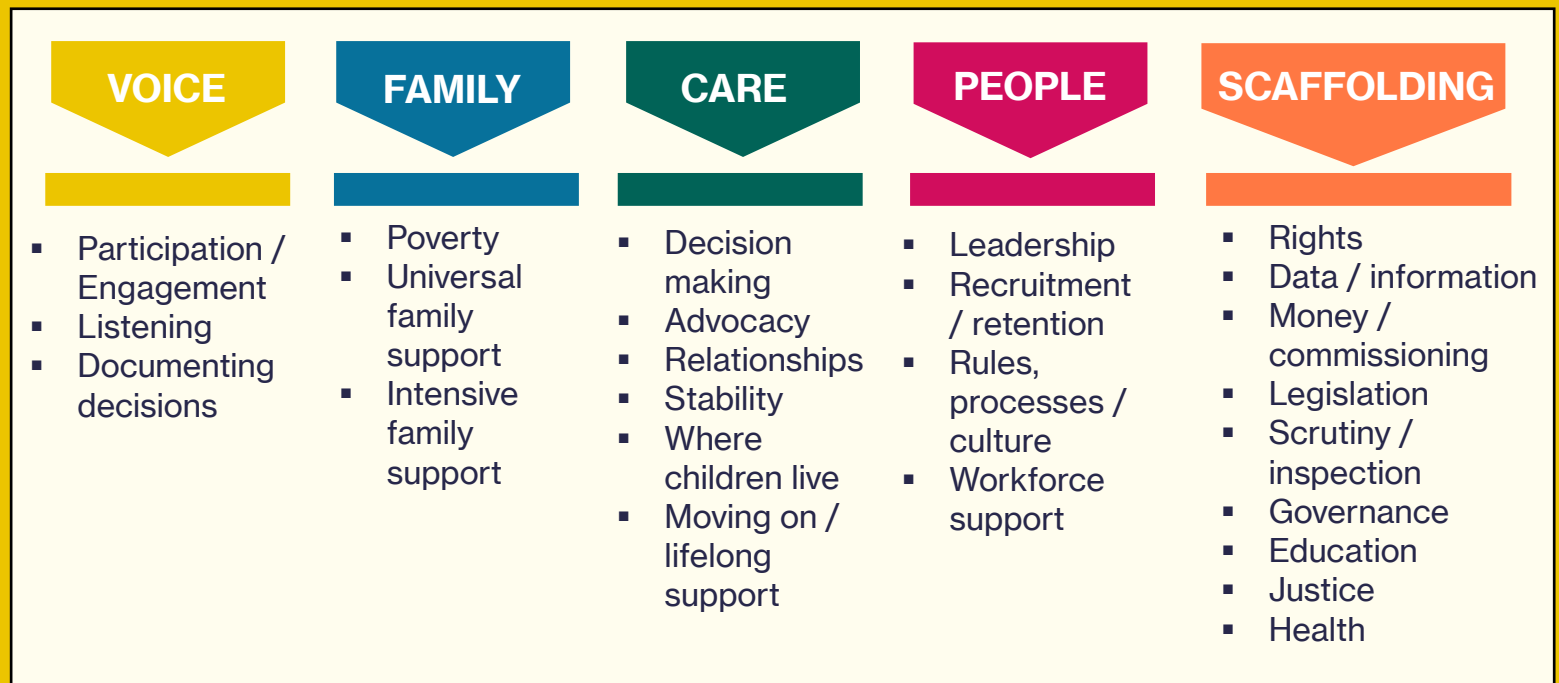 VOICE
Participation /
Engagement
Listening
Documenting
decisions
FAMILY
Poverty
Universal
family
support
Intensive
family
support
CARE
Decision
making
Advocacy
Relationships
Stability
Where
children live
Moving on /
lifelong
support
PEOPLE
Leadership
Recruitment
/ retention
Rules,
processes /
culture
Workforce
support
SCAFFOLDING
Rights
Data / information
Money /
commissioning
Legislation
Scrutiny /
inspection
Governance
Education
Justice
Health